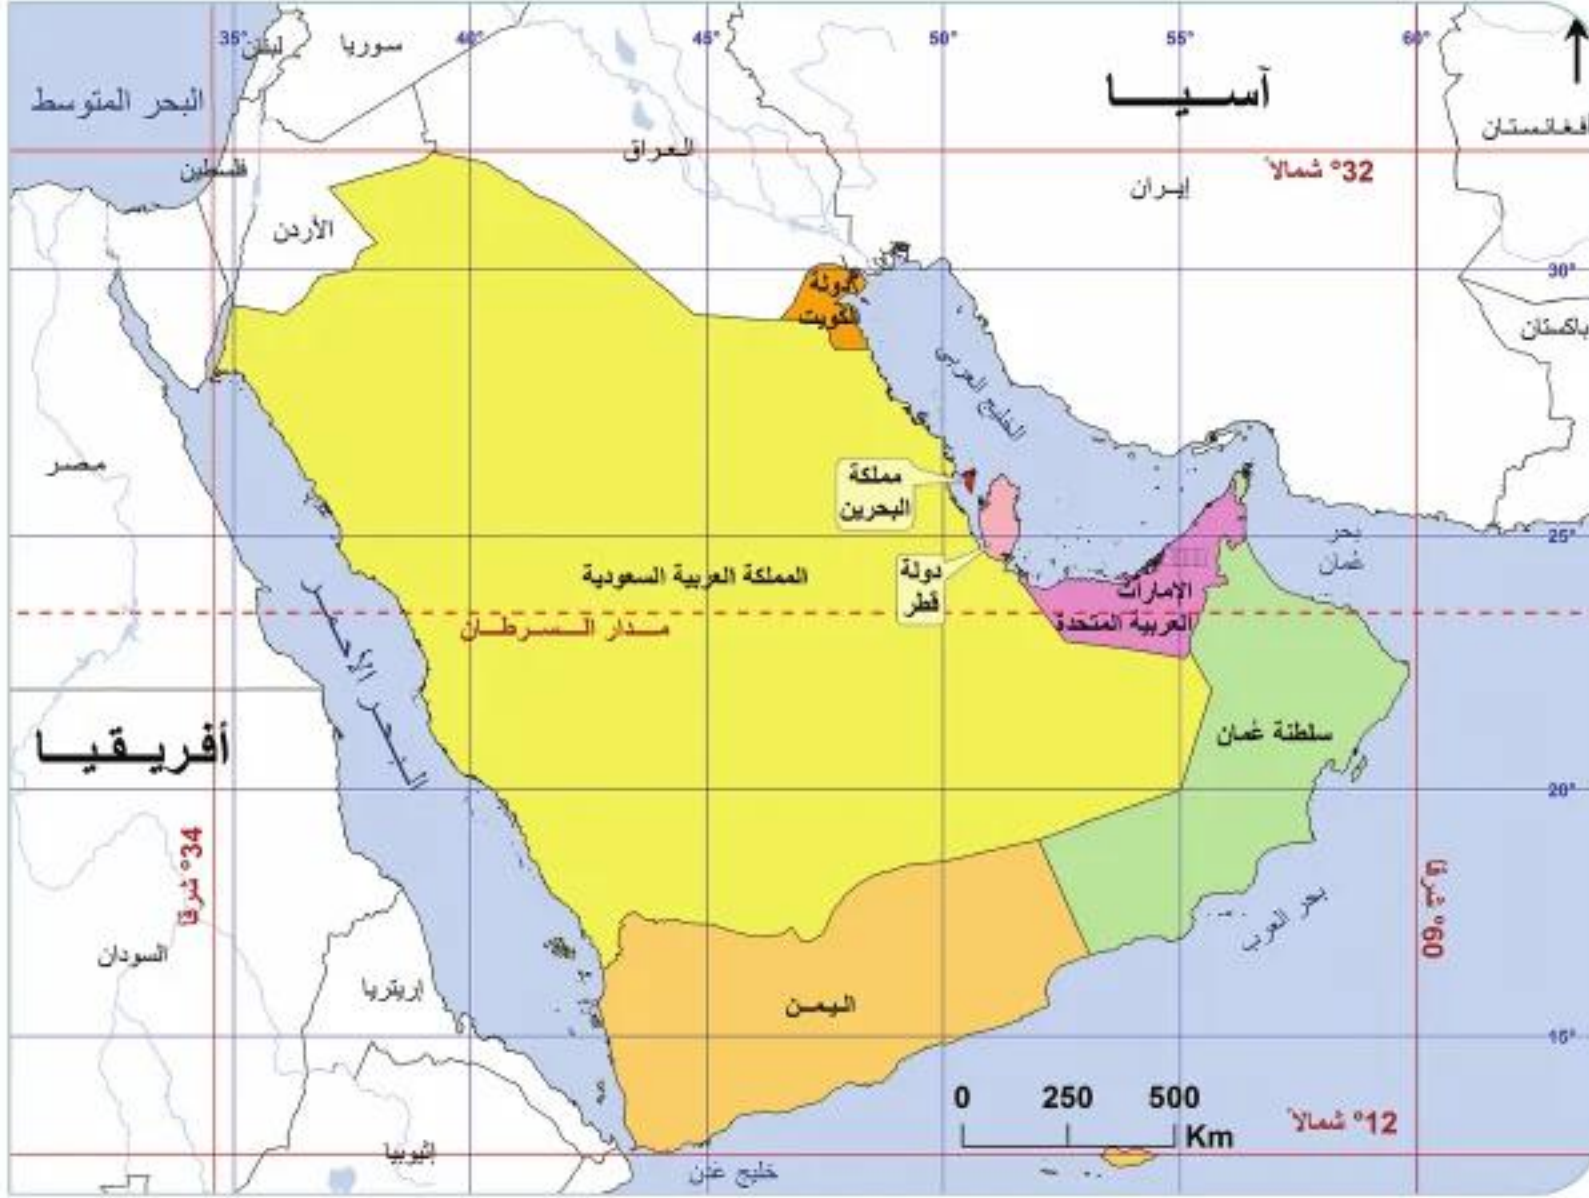 35°
40°
45°
50°
55°
60°
لبنان
سوريا
آسيا
البحر المتوسط
أفغانستان
العراق
فلسطين
32° شمالاً
إيران
الأردن
30°
دولة
الكويت
باكستان
الخليج العربي
مصر
مملكة
البحرين
25°
بحر
عُمان
دولة
قطر
المملكة العربية السعودية
الإمارات
العربية المتحدة
مدار السرطان
البحر الأحمر
أفريقيا
سلطنة عُمان
20°
34° شرقا
60° شرقا
بحر العرب
السودان
إريتريا
اليمن
15°
0 250 500
Km
12° شمالاً
إثيوبيا
خليج عدن